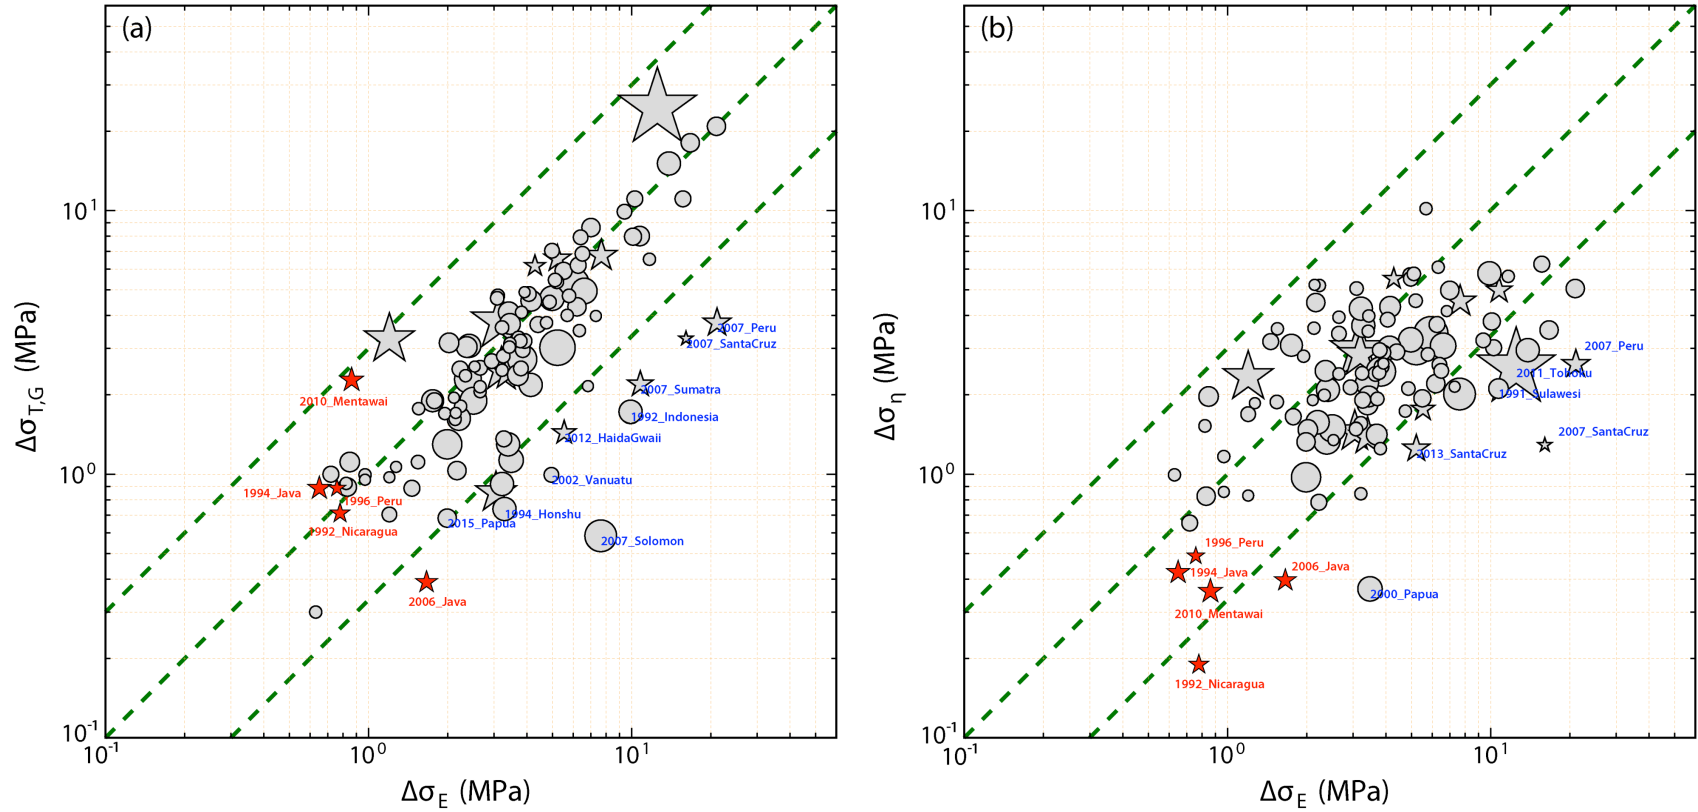 (a)
10^1
10^0
10^-1
10^-1
10^0
10^1
Δσ_T,G (MPa)
Δσ_E (MPa)
2007_Peru
2007_SantaCruz
2010_Mentawai
2007_Sumatra
1992_Indonesia
2012_HaidaGwaii
2002_Vanuatu
1994_Java
1996_Peru
1994_Honshu
2015_Papua
1992_Nicaragua
2007_Solomon
2006_Java
(b)
10^1
10^0
10^-1
10^-1
10^0
10^1
Δσ_η (MPa)
Δσ_E (MPa)
2007_Peru
2011_Tohoku
1991_Sulawesi
2007_SantaCruz
2013_SantaCruz
1996_Peru
2006_Java
1994_Java
2000_Papua
2010_Mentawai
1992_Nicaragua